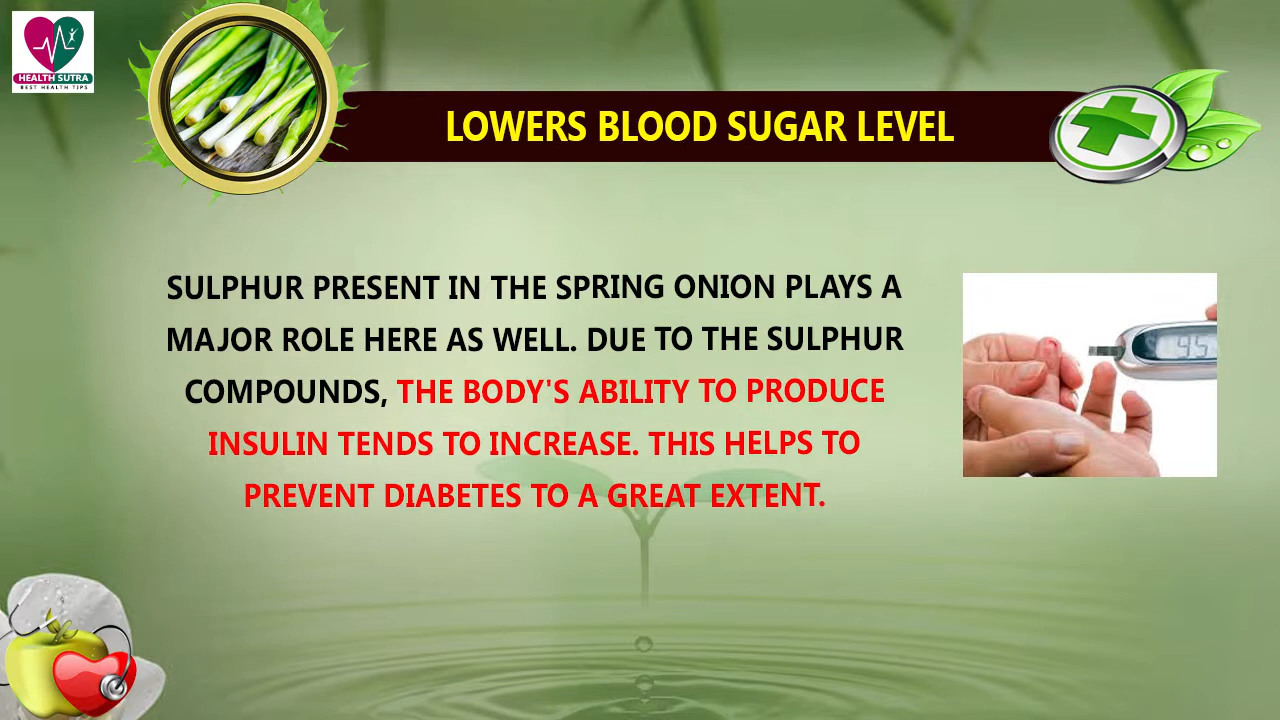 HEALTH SUTRA
BEST HEALTH TIPS
LOWERS BLOOD SUGAR LEVEL
SULPHUR PRESENT IN THE SPRING ONION PLAYS A
MAJOR ROLE HERE AS WELL. DUE TO THE SULPHUR
COMPOUNDS, THE BODY'S ABILITY TO PRODUCE
INSULIN TENDS TO INCREASE. THIS HELPS TO
PREVENT DIABETES TO A GREAT EXTENT.
95